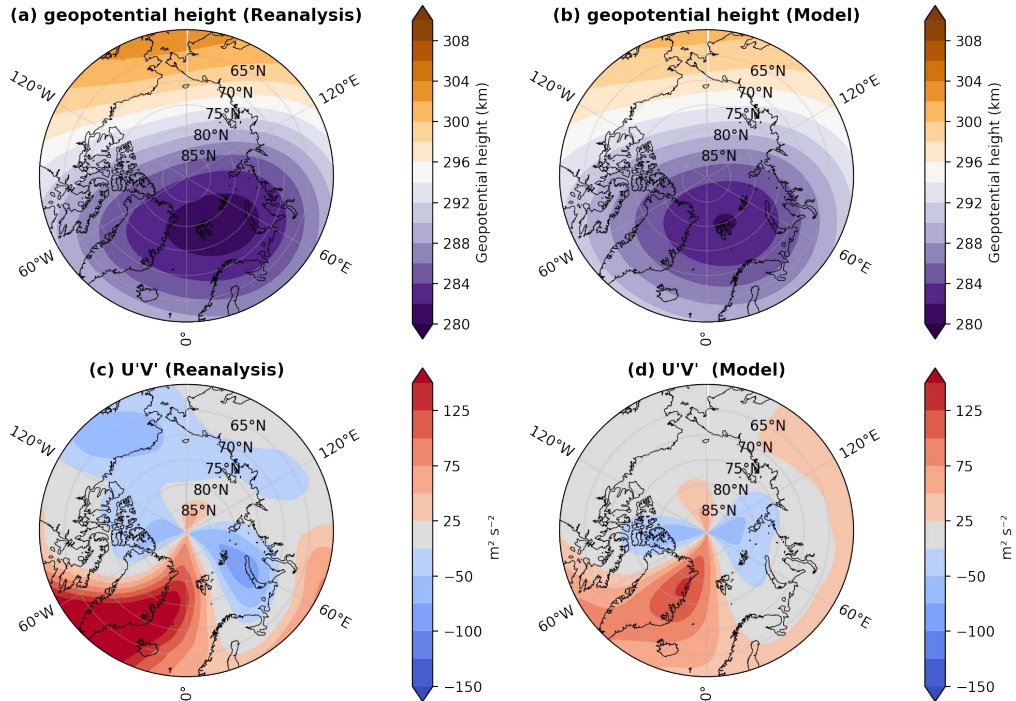 (a) geopotential height (Reanalysis)
120°W
65°N
70°N
75°N
80°N
85°N
120°E
60°W
60°E
0°
308
304
300
296
292
288
284
280
Geopotential height (km)
(b) geopotential height (Model)
120°W
65°N
70°N
75°N
80°N
85°N
120°E
60°W
60°E
0°
308
304
300
296
292
288
284
280
Geopotential height (km)
(c) U'V' (Reanalysis)
120°W
65°N
70°N
75°N
80°N
85°N
120°E
60°W
60°E
0°
125
75
25
−50
−100
−150
m² s⁻²
(d) U'V'  (Model)
120°W
65°N
70°N
75°N
80°N
85°N
120°E
60°W
60°E
0°
125
75
25
−50
−100
−150
m² s⁻²